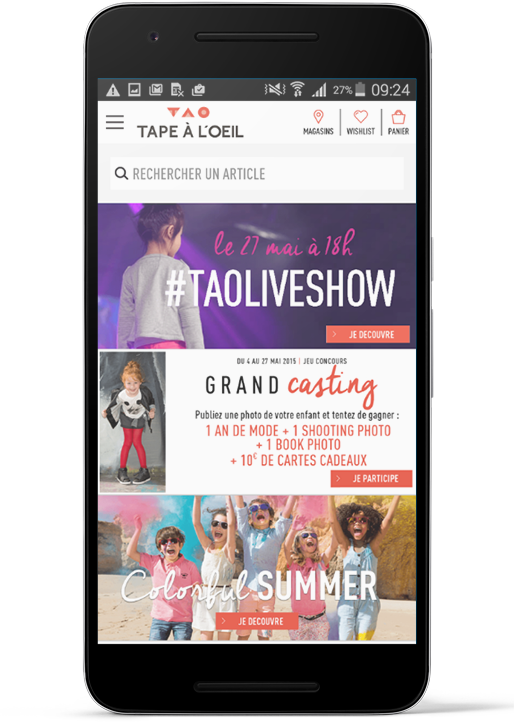 27% 09:24
TAO
TAPE À L'OEIL
MAGASINS WISHLIST PANIER
RECHERCHER UN ARTICLE
le 27 mai à 18h
#TAOLIVESHOW
> JE DECOUVRE
DU 4 AU 27 MAI 2015 | JEU CONCOURS
GRAND casting
Publiez une photo de votre enfant et tentez de gagner :
1 AN DE MODE + 1 SHOOTING PHOTO
+ 1 BOOK PHOTO
+ 10€ DE CARTES CADEAUX
> JE PARTICIPE
Colorful SUMMER
> JE DECOUVRE